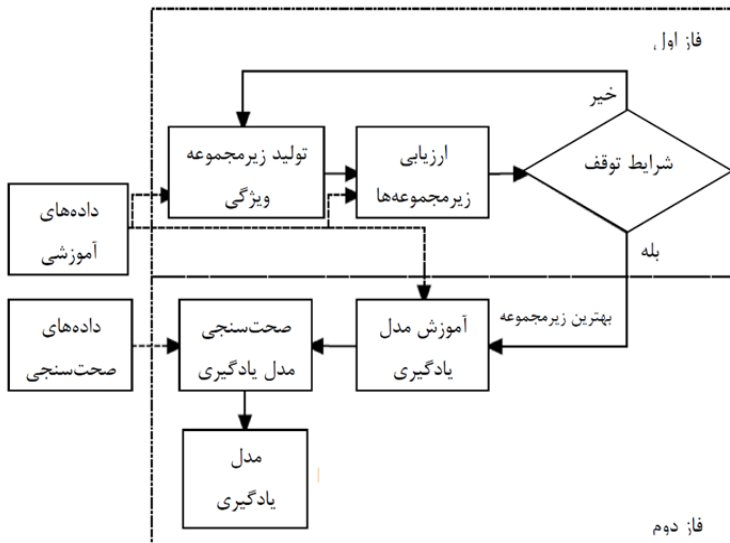 فاز اول
خیر
تولید زیرمجموعه
ویژگی
ارزیابی
زیرمجموعه‌ها
شرایط توقف
داده‌های
آموزشی
بله
بهترین زیرمجموعه
داده‌های
صحت‌سنجی
صحت‌سنجی
مدل یادگیری
آموزش مدل
یادگیری
مدل
یادگیری
فاز دوم